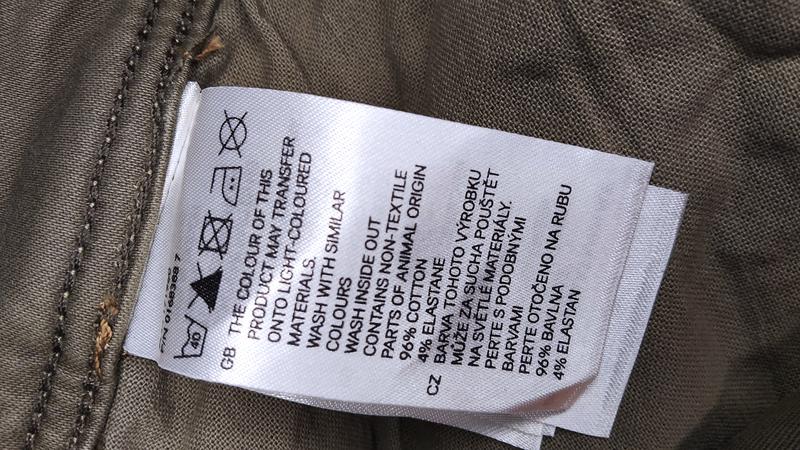 40
GB THE COLOUR OF THIS
PRODUCT MAY TRANSFER
ONTO LIGHT-COLOURED
MATERIALS.
WASH WITH SIMILAR
COLOURS
WASH INSIDE OUT
CONTAINS NON-TEXTILE
PARTS OF ANIMAL ORIGIN
96% COTTON
4% ELASTANE
CZ BARVA TOHOTO VÝROBKU
MŮŽE ZA SUCHA POUŠTĚT
NA SVĚTLÉ MATERIÁLY.
PERTE S PODOBNÝMI
BARVAMI
PERTE OTOČENO NA RUBU
96% BAVLNA
4% ELASTAN